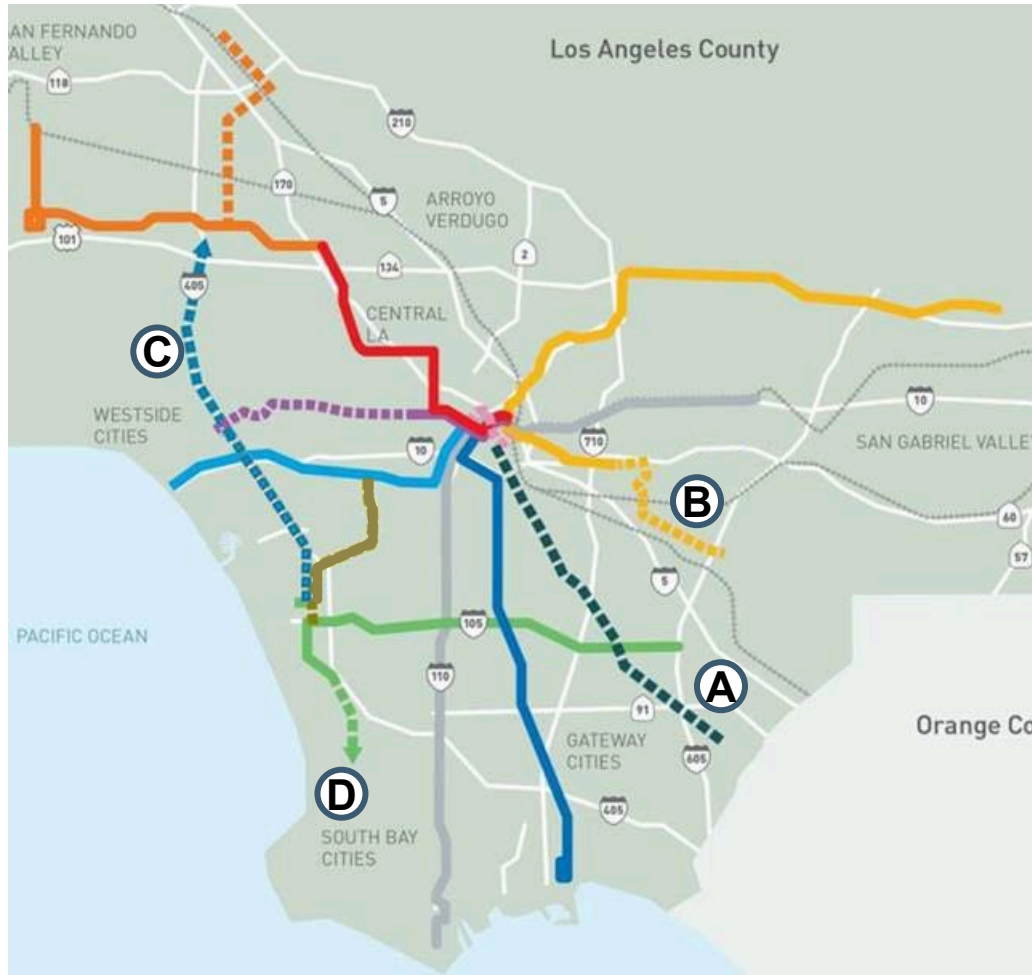 AN FERNANDO
ALLEY
Los Angeles County
118
210
170
5
ARROYO
VERDUGO
101
2
134
405
CENTRAL
LA
C
WESTSIDE
CITIES
10
10
710
SAN GABRIEL VALLEY
B
60
57
5
PACIFIC OCEAN
105
110
A
91
Orange Co
GATEWAY
CITIES
605
D
405
SOUTH BAY
CITIES